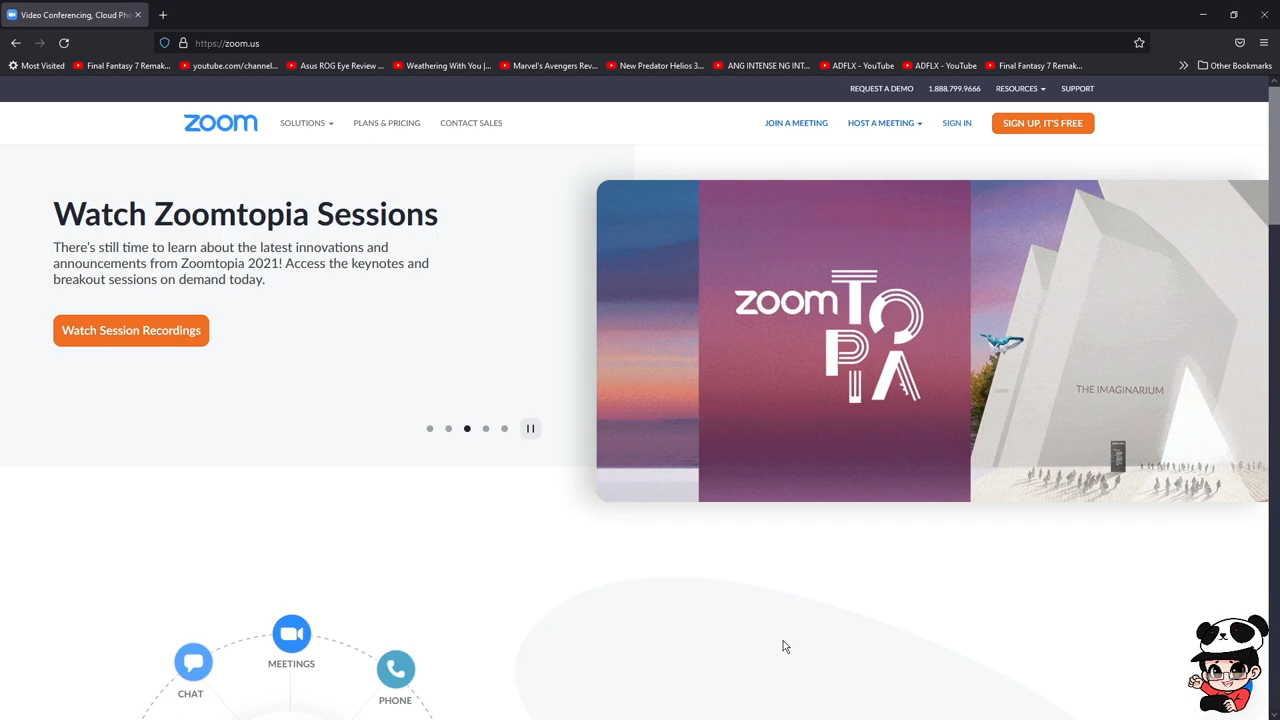 Video Conferencing, Cloud Pho
https://zoom.us
Most Visited
Final Fantasy 7 Remak...
youtube.com/channel...
Asus ROG Eye Review ...
Weathering With You |...
Marvel's Avengers Rev...
New Predator Helios 3...
ANG INTENSE NG INT...
ADFLX - YouTube
ADFLX - YouTube
Final Fantasy 7 Remak...
Other Bookmarks
REQUEST A DEMO
1.888.799.9666
RESOURCES
SUPPORT
zoom
SOLUTIONS
PLANS & PRICING
CONTACT SALES
JOIN A MEETING
HOST A MEETING
SIGN IN
SIGN UP, IT'S FREE
Watch Zoomtopia Sessions
There's still time to learn about the latest innovations and
announcements from Zoomtopia 2021! Access the keynotes and
breakout sessions on demand today.
Watch Session Recordings
zoomTOPIA
THE IMAGINARIUM
MEETINGS
CHAT
PHONE